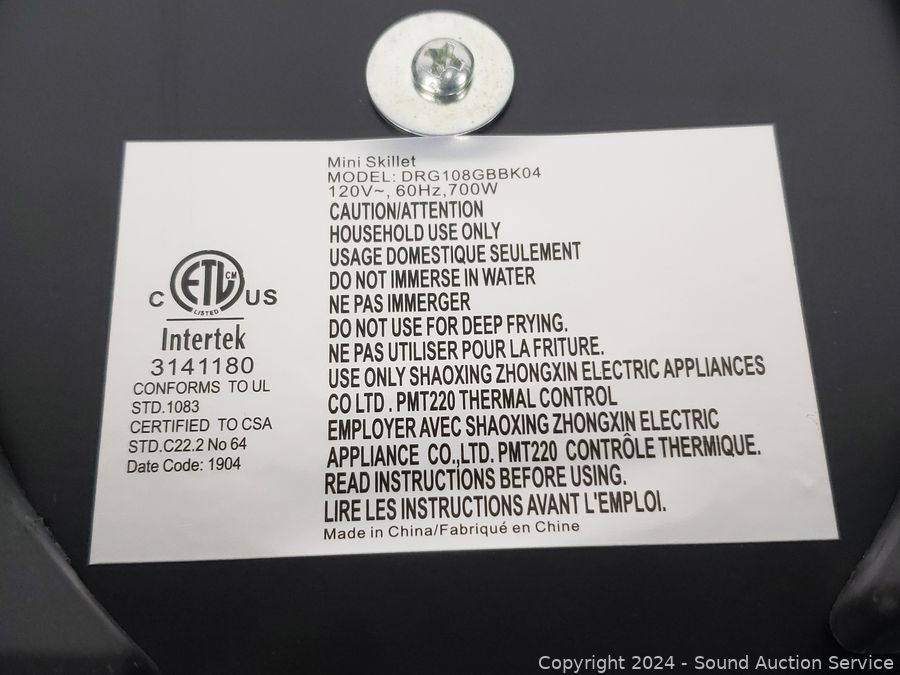 Mini Skillet
MODEL: DRG108GBBK04
120V~, 60Hz,700W
CAUTION/ATTENTION
HOUSEHOLD USE ONLY
USAGE DOMESTIQUE SEULEMENT
DO NOT IMMERSE IN WATER
NE PAS IMMERGER
DO NOT USE FOR DEEP FRYING.
NE PAS UTILISER POUR LA FRITURE.
USE ONLY SHAOXING ZHONGXIN ELECTRIC APPLIANCES
CO LTD . PMT220 THERMAL CONTROL
EMPLOYER AVEC SHAOXING ZHONGXIN ELECTRIC
APPLIANCE CO.,LTD. PMT220 CONTRÔLE THERMIQUE.
READ INSTRUCTIONS BEFORE USING.
LIRE LES INSTRUCTIONS AVANT L'EMPLOI.
Made in China/Fabriqué en Chine
C ETL CM US
LISTED
Intertek
3141180
CONFORMS TO UL
STD.1083
CERTIFIED TO CSA
STD.C22.2 No 64
Date Code: 1904
Copyright © 2024 - Sound Auction Service